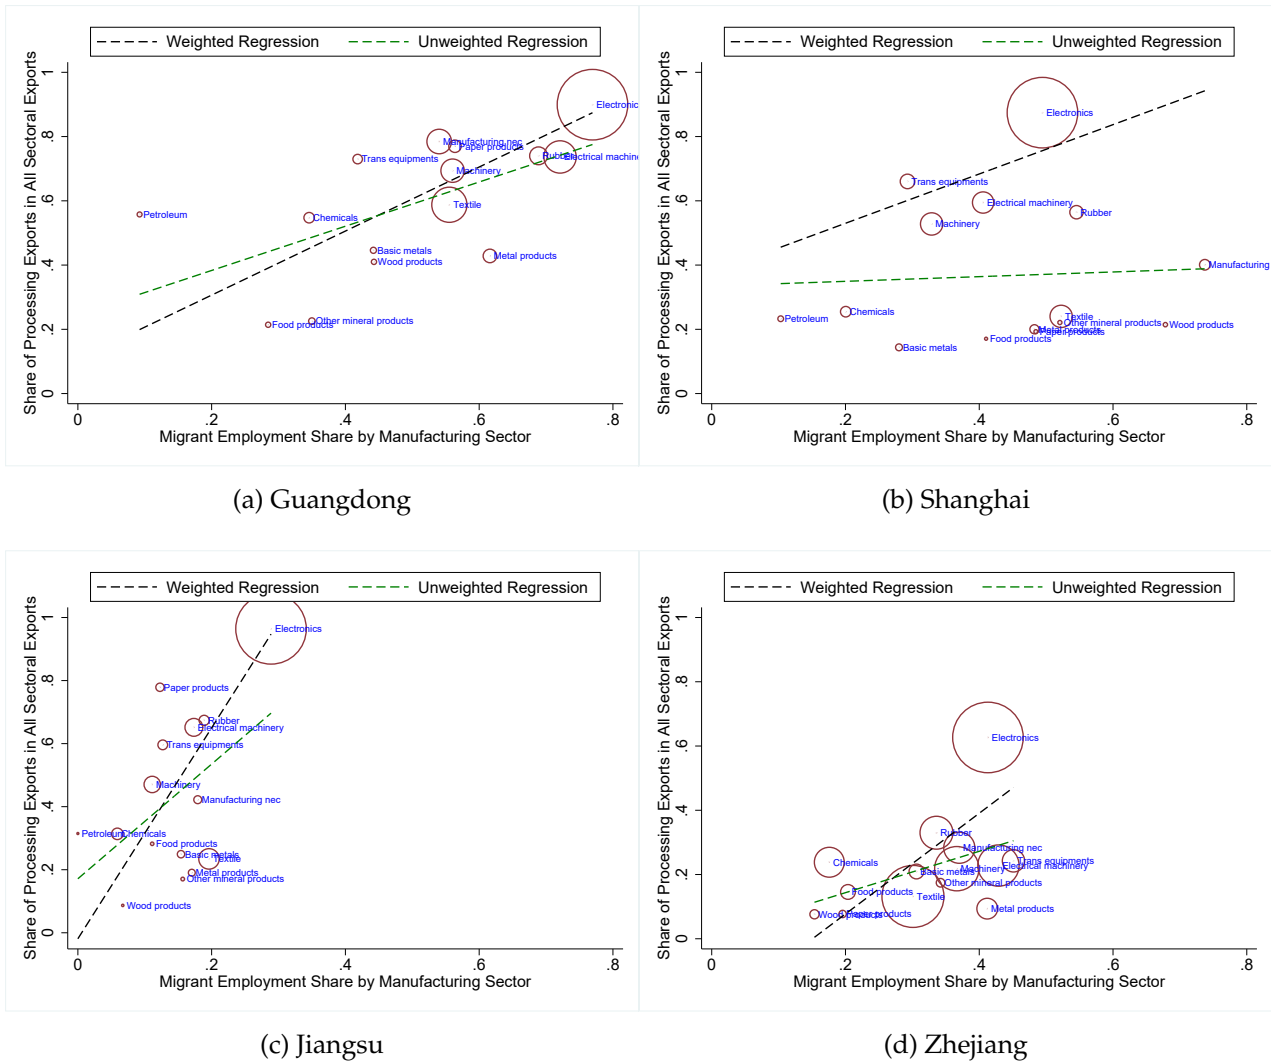 Weighted Regression Unweighted Regression
Share of Processing Exports in All Sectoral Exports
1
.8
.6
.4
.2
0
Electronic
Manufacturing nec
Paper products
Trans equipments
Rubber
Electrical machine
Machinery
Textile
Petroleum
Chemicals
Basic metals
Wood products
Metal products
Food products
Other mineral products
0 .2 .4 .6 .8
Migrant Employment Share by Manufacturing Sector
(a) Guangdong
Weighted Regression Unweighted Regression
Share of Processing Exports in All Sectoral Exports
1
.8
.6
.4
.2
0
Electronics
Trans equipments
Electrical machinery
Rubber
Machinery
Manufacturing
Petroleum
Chemicals
Textile
Other mineral products
Wood products
Metal products
Paper products
Food products
Basic metals
0 .2 .4 .6 .8
Migrant Employment Share by Manufacturing Sector
(b) Shanghai
Weighted Regression Unweighted Regression
Share of Processing Exports in All Sectoral Exports
1
.8
.6
.4
.2
0
Electronics
Paper products
Rubber
Electrical machinery
Trans equipments
Machinery
Manufacturing nec
Petroleum
Chemicals
Food products
Basic metals
Textile
Metal products
Other mineral products
Wood products
0 .2 .4 .6 .8
Migrant Employment Share by Manufacturing Sector
(c) Jiangsu
Weighted Regression Unweighted Regression
Share of Processing Exports in All Sectoral Exports
1
.8
.6
.4
.2
0
Electronics
Rubber
Manufacturing nec
Chemicals
Trans equipments
Machinery
Electrical machinery
Basic metals
Other mineral products
Food products
Textile
Metal products
Wood products
Paper products
0 .2 .4 .6 .8
Migrant Employment Share by Manufacturing Sector
(d) Zhejiang